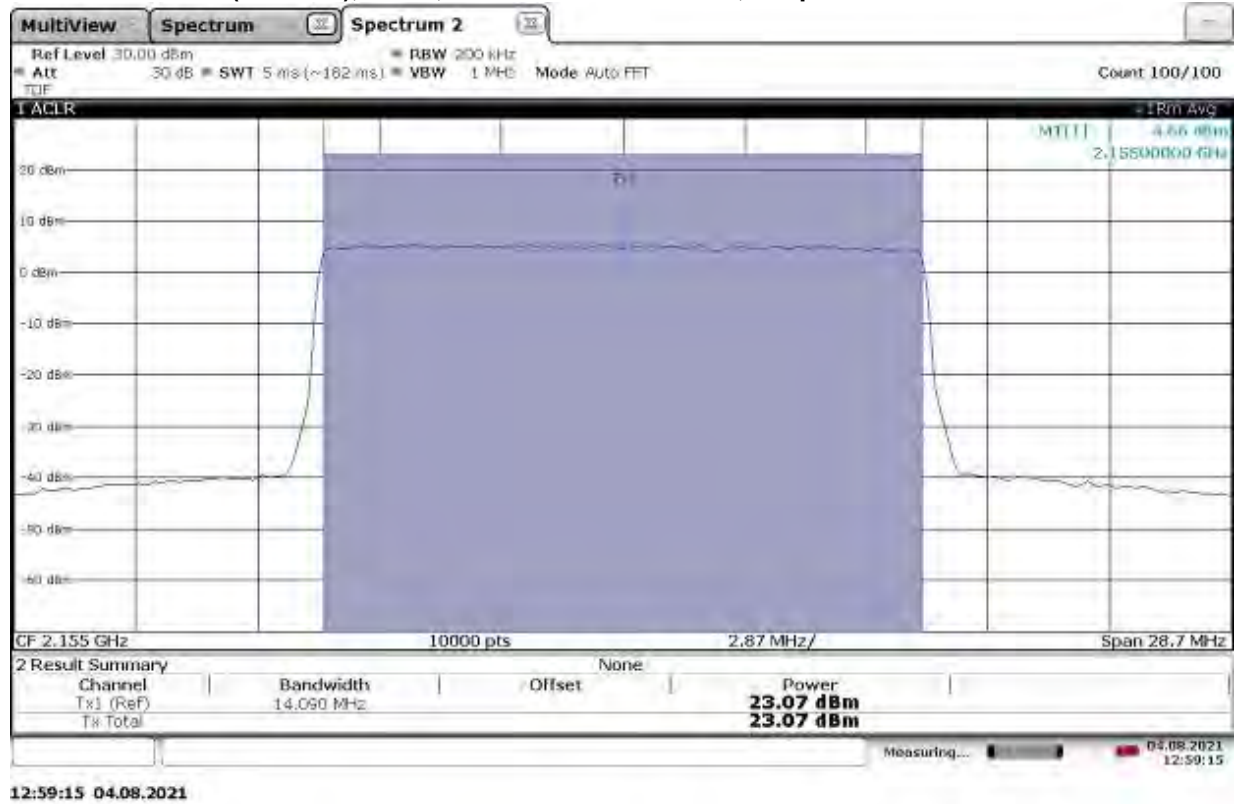 MultiView Spectrum Spectrum 2
Ref Level 30.00 dBm RBW 200 kHz
Att 30 dB SWT 5 ms (~182 ms) VBW 1 MHz Mode Auto FFT Count 100/100
TDF
1 ACLR 1Rm Avg
M1[1] 4.66 dBm
2.15500000 GHz
20 dBm
Tx1
10 dBm
0 dBm
-10 dBm
-20 dBm
-30 dBm
-40 dBm
-50 dBm
-60 dBm
CF 2.155 GHz 10000 pts 2.87 MHz/ Span 28.7 MHz
2 Result Summary None
Channel Bandwidth Offset Power
Tx1 (Ref) 14.090 MHz 23.07 dBm
Tx Total 23.07 dBm
Measuring... 04.08.2021
12:59:15
12:59:15 04.08.2021